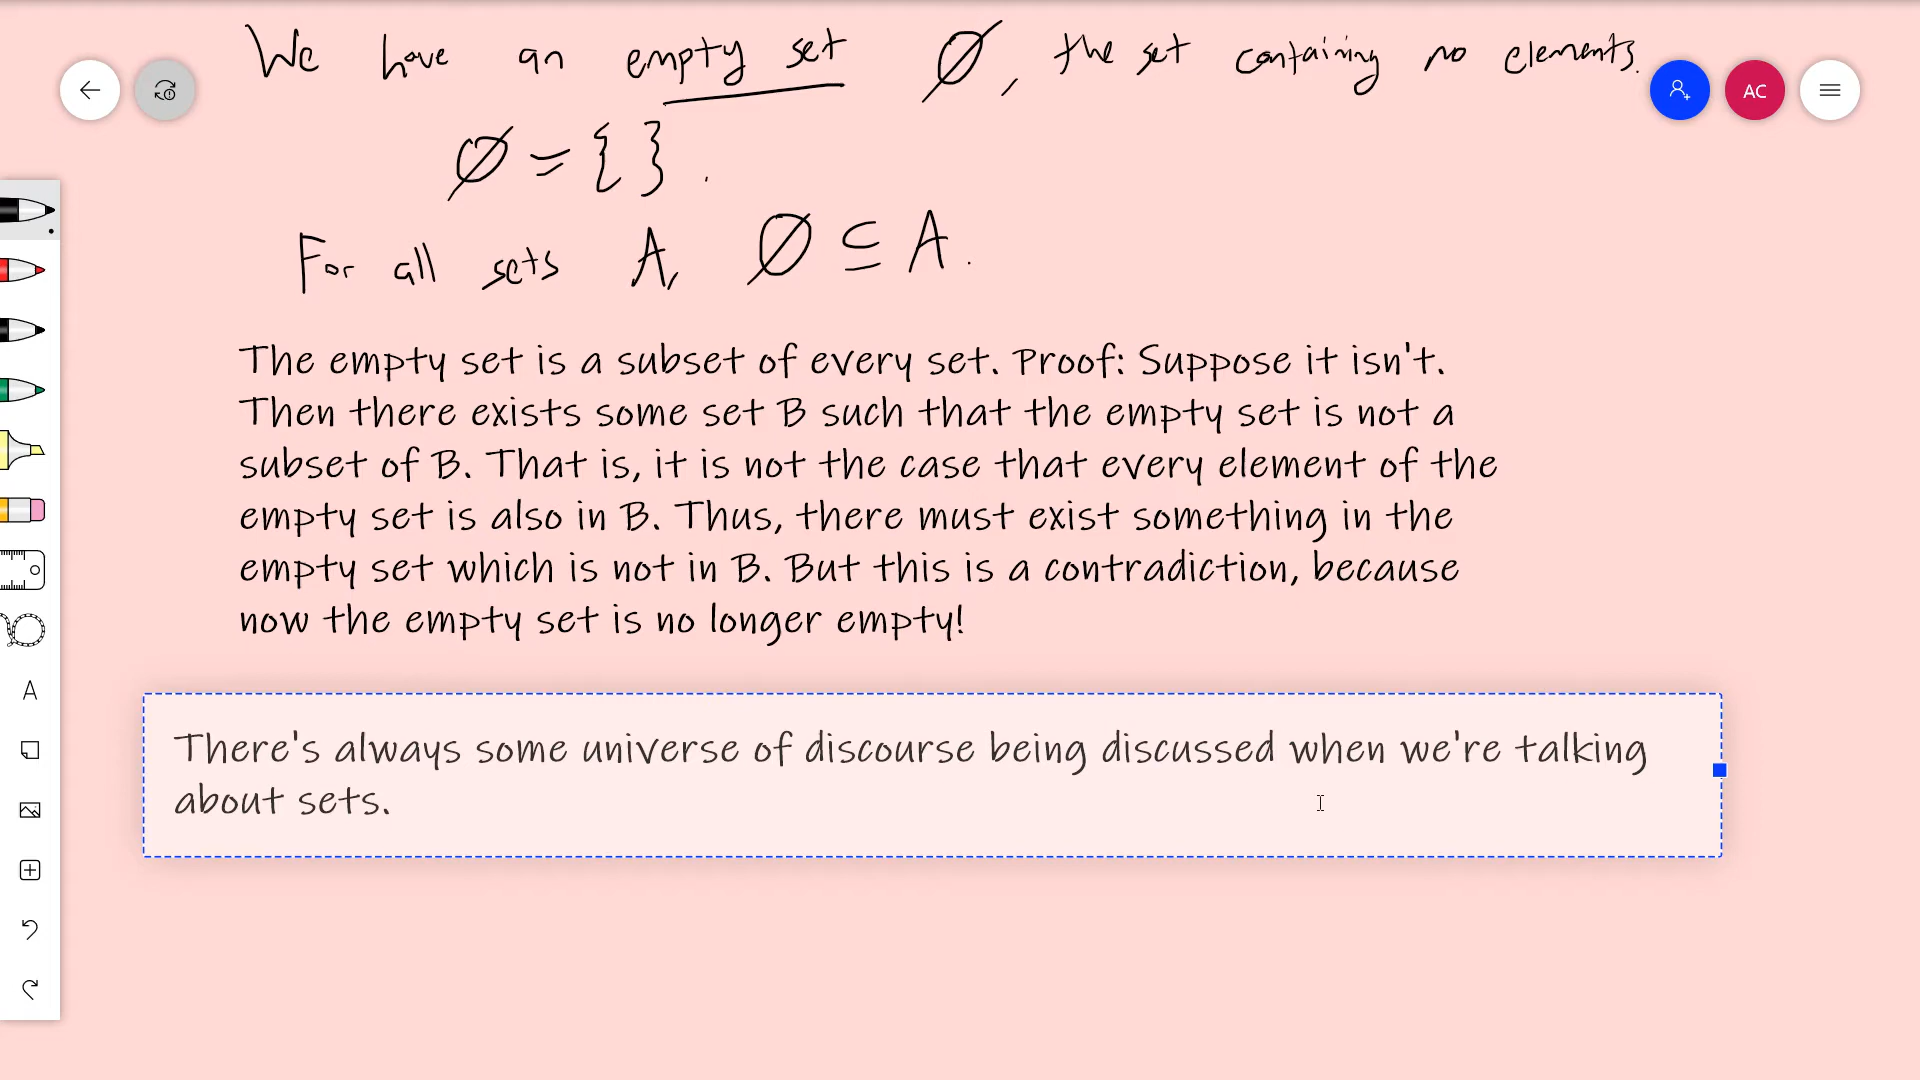 We have an empty set ∅, the set containing no elements.
AC
∅ = { }.
For all sets A, ∅ ⊆ A.
The empty set is a subset of every set. Proof: Suppose it isn't.
Then there exists some set B such that the empty set is not a
subset of B. That is, it is not the case that every element of the
empty set is also in B. Thus, there must exist something in the
empty set which is not in B. But this is a contradiction, because
now the empty set is no longer empty!
There's always some universe of discourse being discussed when we're talking
about sets.